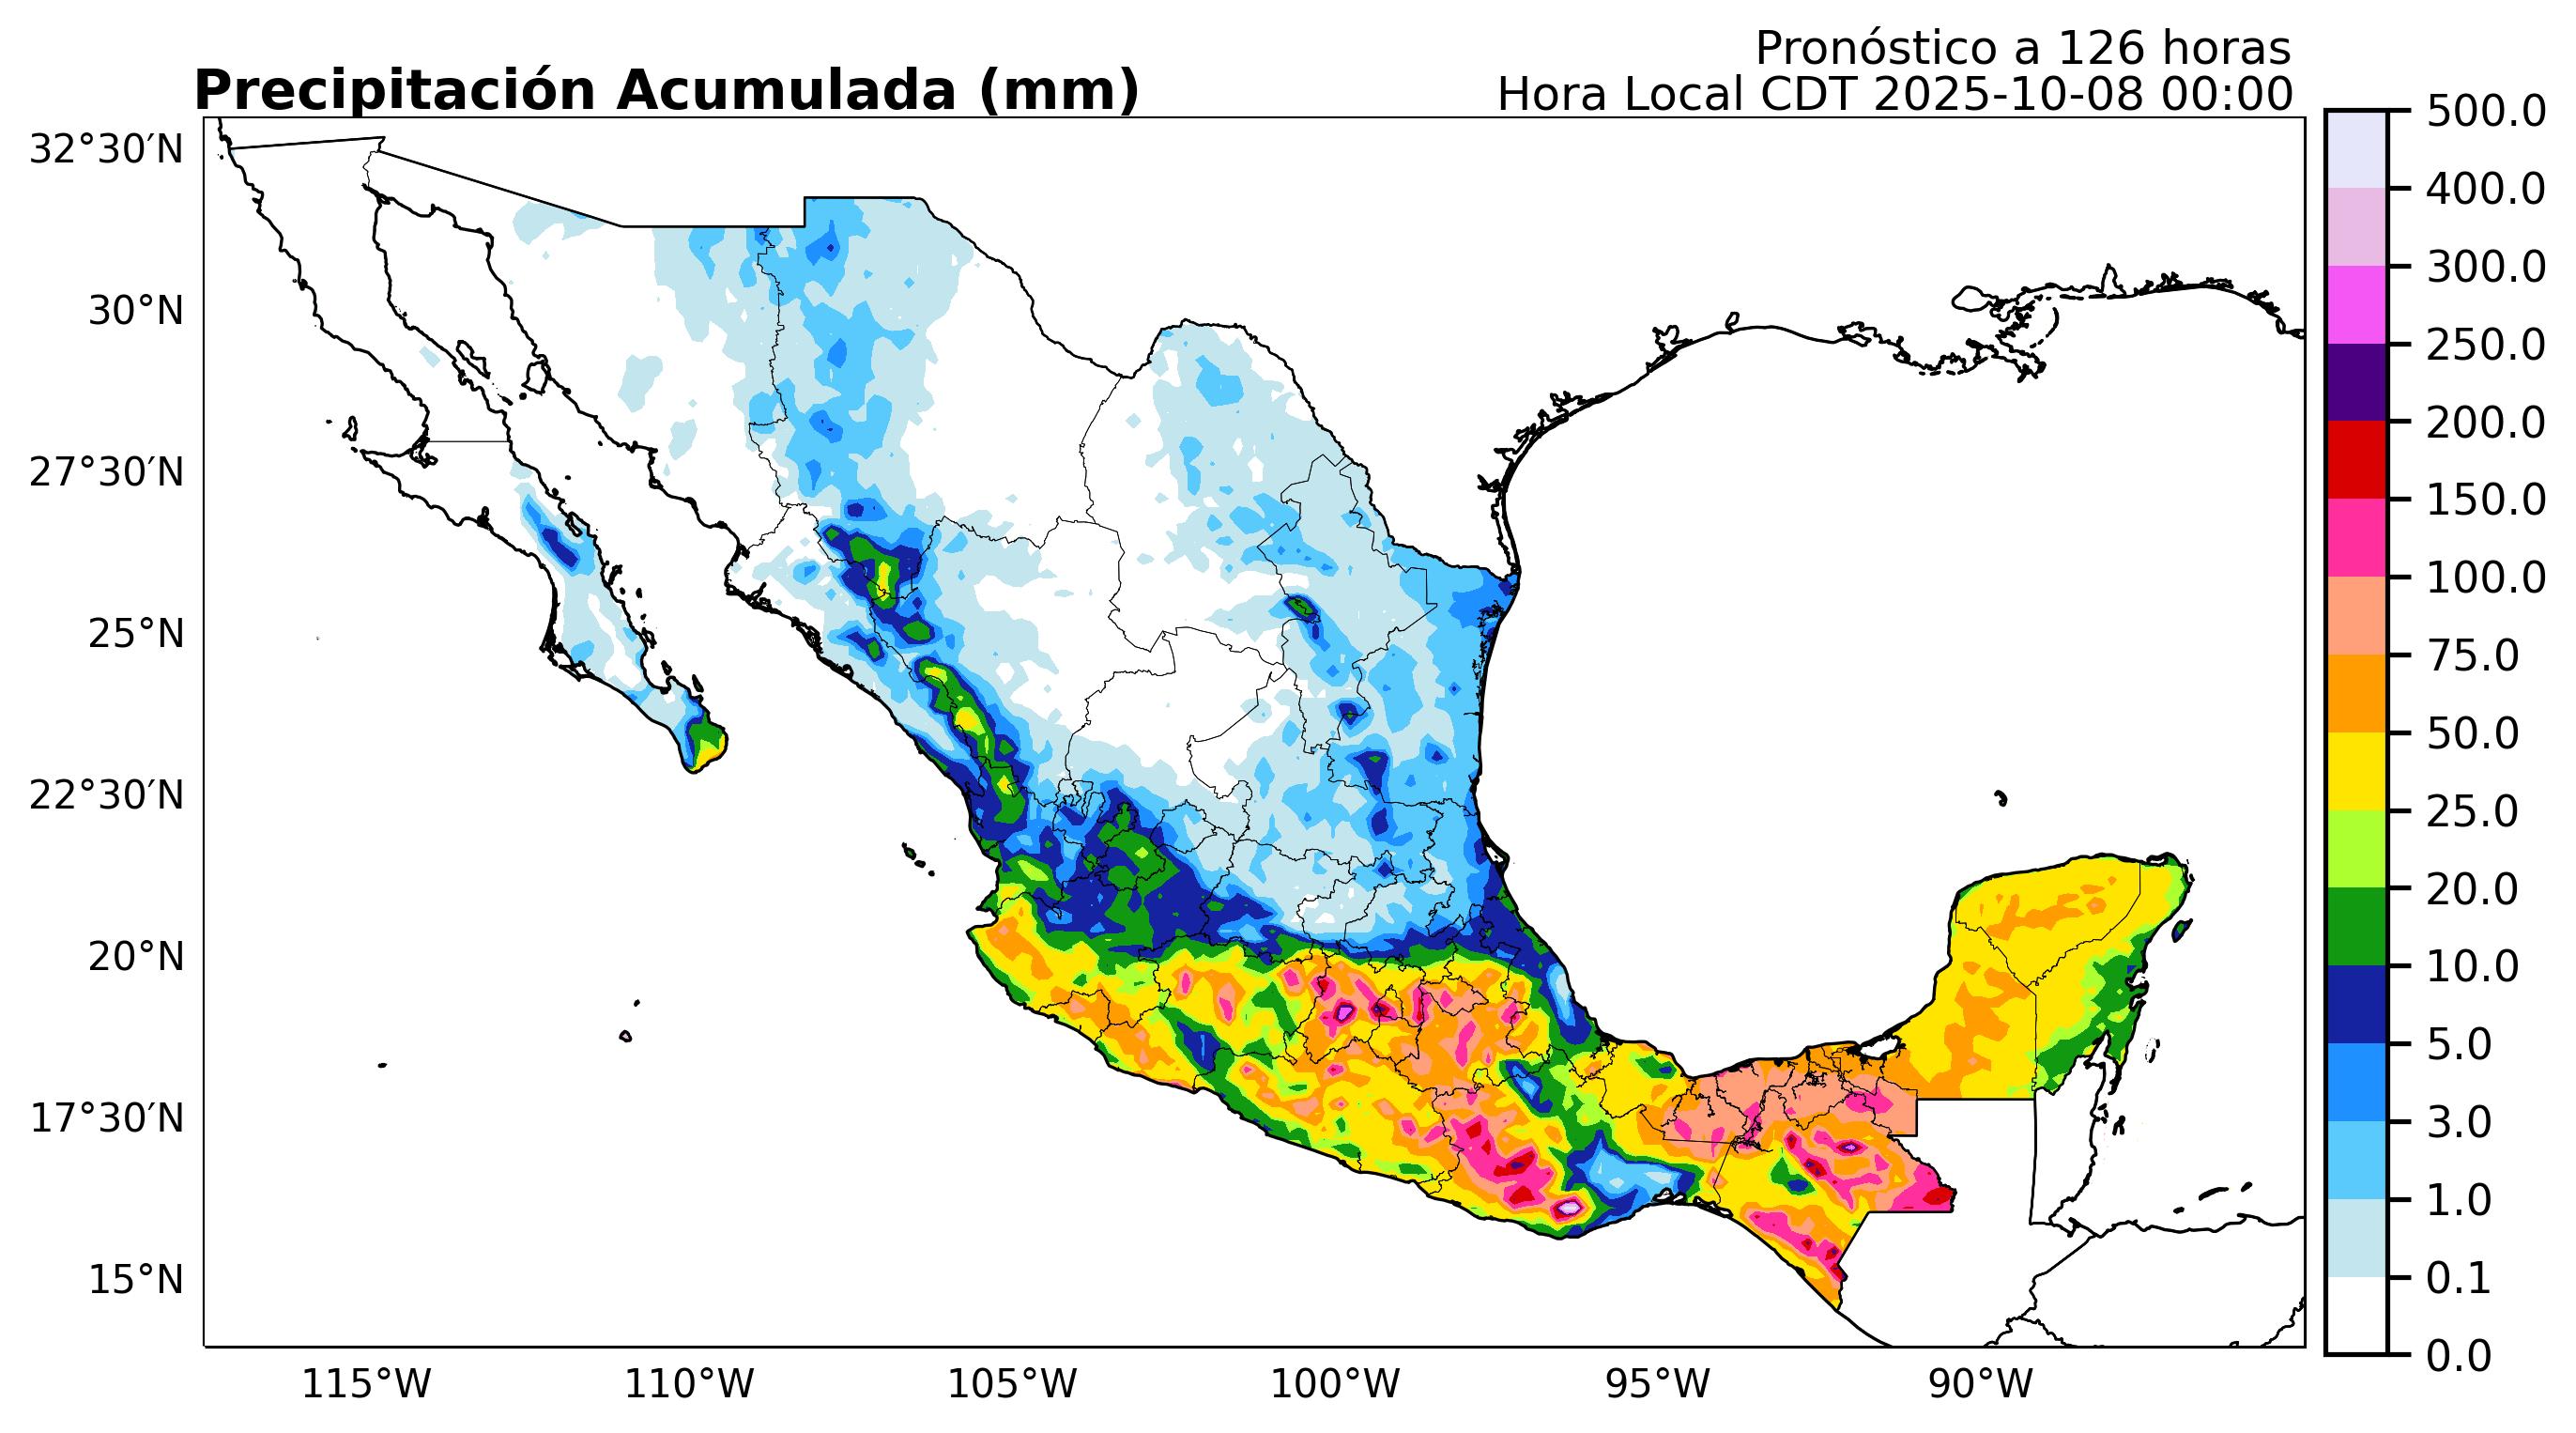 Pronóstico a 126 horas
Precipitación Acumulada (mm)
Hora Local CDT 2025-10-08 00:00
32°30′N
30°N
27°30′N
25°N
22°30′N
20°N
17°30′N
15°N
115°W
110°W
105°W
100°W
95°W
90°W
500.0
400.0
300.0
250.0
200.0
150.0
100.0
75.0
50.0
25.0
20.0
10.0
5.0
3.0
1.0
0.1
0.0